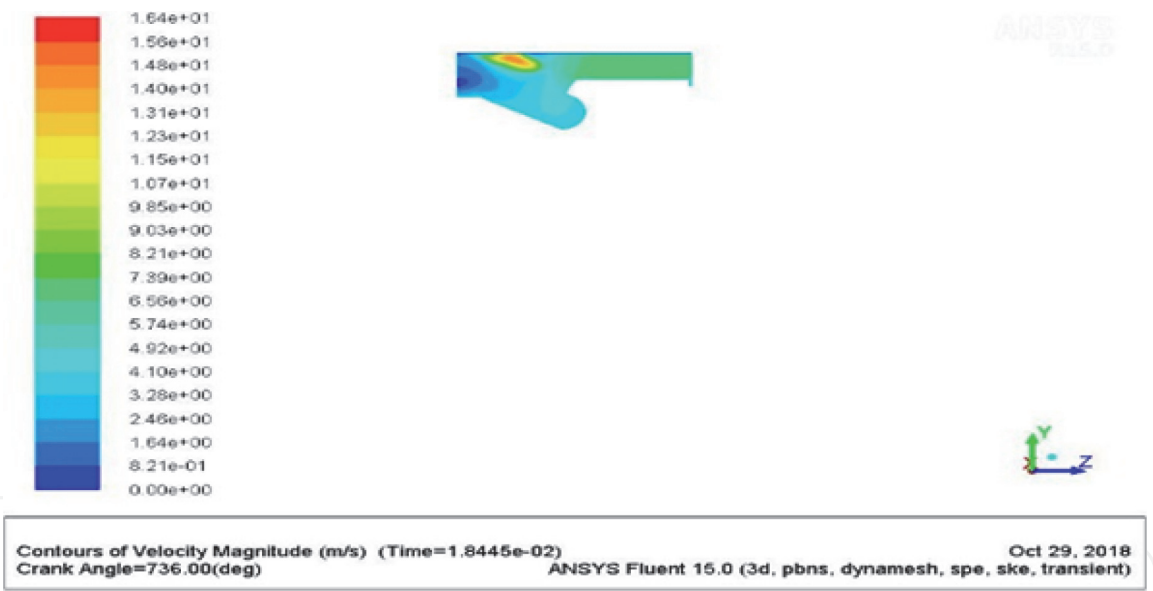 1.64e+01
1.56e+01
1.48e+01
1.40e+01
1.31e+01
1.23e+01
1.15e+01
1.07e+01
9.85e+00
9.03e+00
8.21e+00
7.39e+00
6.56e+00
5.74e+00
4.92e+00
4.10e+00
3.28e+00
2.46e+00
1.64e+00
8.21e-01
0.00e+00
ANSYS
R15.0
Y
X
Z
Contours of Velocity Magnitude (m/s) (Time=1.8445e-02)
Crank Angle=736.00(deg)
Oct 29, 2018
ANSYS Fluent 15.0 (3d, pbns, dynamesh, spe, ske, transient)